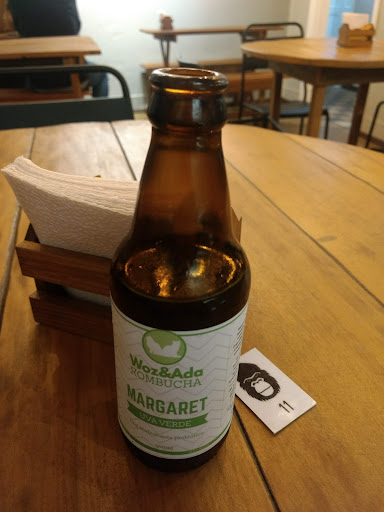 Woz&Ada
KOMBUCHA
MARGARET
UVA VERDE
11